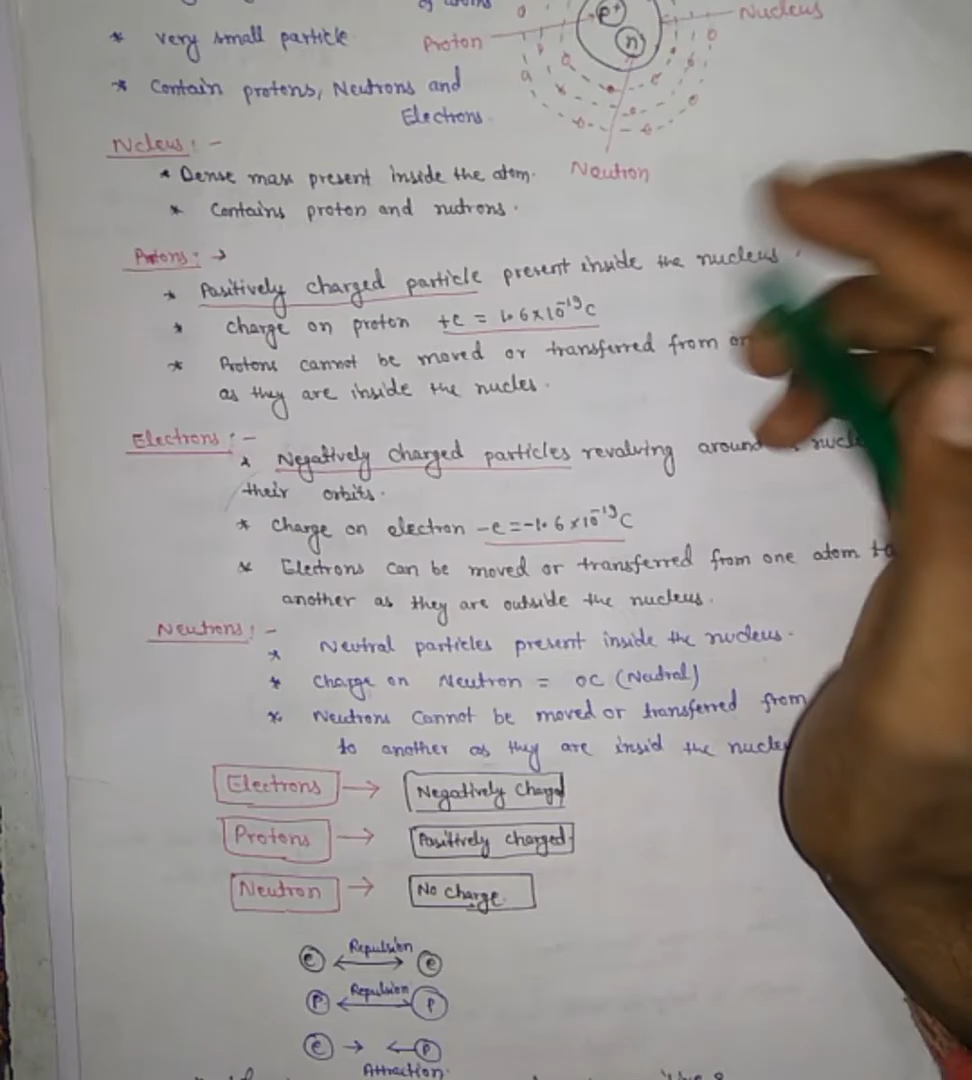 of atoms
* Very small particle
* Contain protens, Neutrons and
Electrons.
Proton
P+
n
Nucleus
Neutron
Ncleus: -
* Dense mass present inside the atom.
* Contains proton and nutrons.
Protons: →
* Positively charged particle present inside the nucleus.
* charge on proton +e = 1.6×10⁻¹⁹C
* Protons cannot be moved or transferred from
as they are inside the nucles.
Electrons: -
* Negatively charged particles revolving around
their orbits.
* Charge on electron -e = -1.6×10⁻¹⁹C
* Electrons can be moved or transferred from one atom to
another as they are outside the nucleus.
Neutrons: -
* Neutral particles present inside the nucleus.
* Charge on Neutron = 0C (Neutral)
* Neutrons cannot be moved or transferred from
to another as they are insid the
Electrons → Negatively Charged
Protons → Positively charged
Neutron → No charge.
e Repulsion e
P Repulsion P
e → ← P
Attraction.